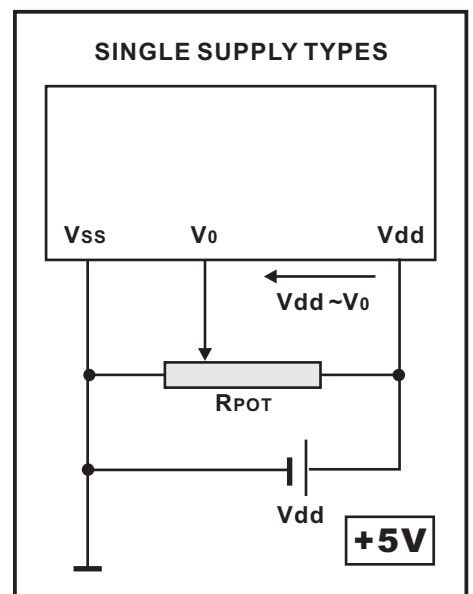 SINGLE SUPPLY TYPES
VSS V0 Vdd
Vdd ~V0
RPOT
Vdd
+5V